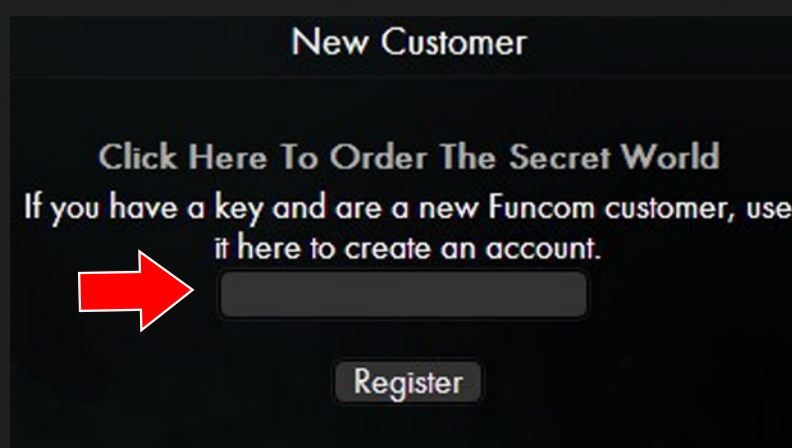 New Customer
Click Here To Order The Secret World
If you have a key and are a new Funcom customer, use
it here to create an account.
Register